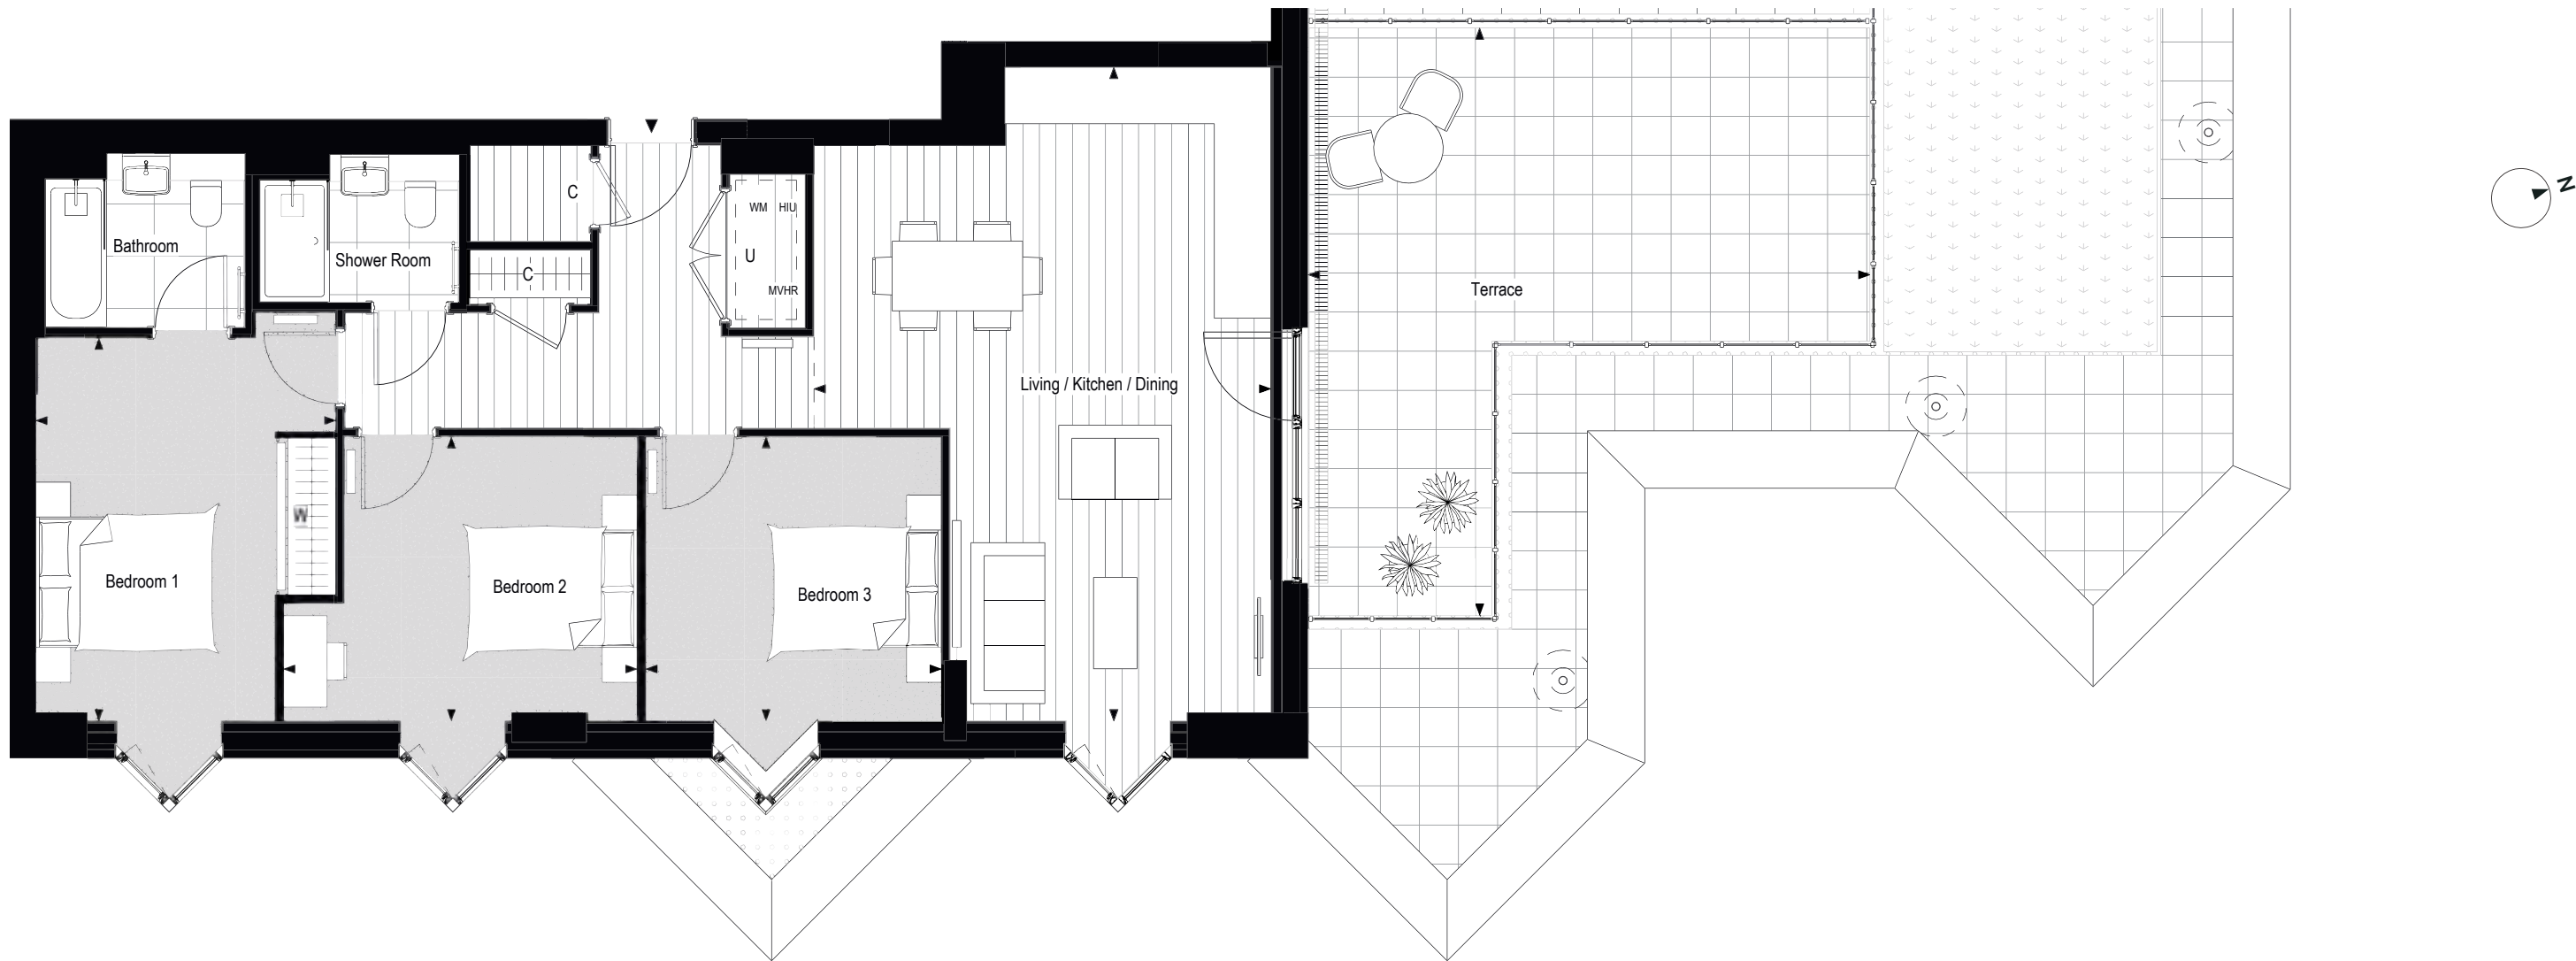 Bathroom
Shower Room
C
C
WM HIU
U
MVHR
Living / Kitchen / Dining
Terrace
N
W
Bedroom 1
Bedroom 2
Bedroom 3